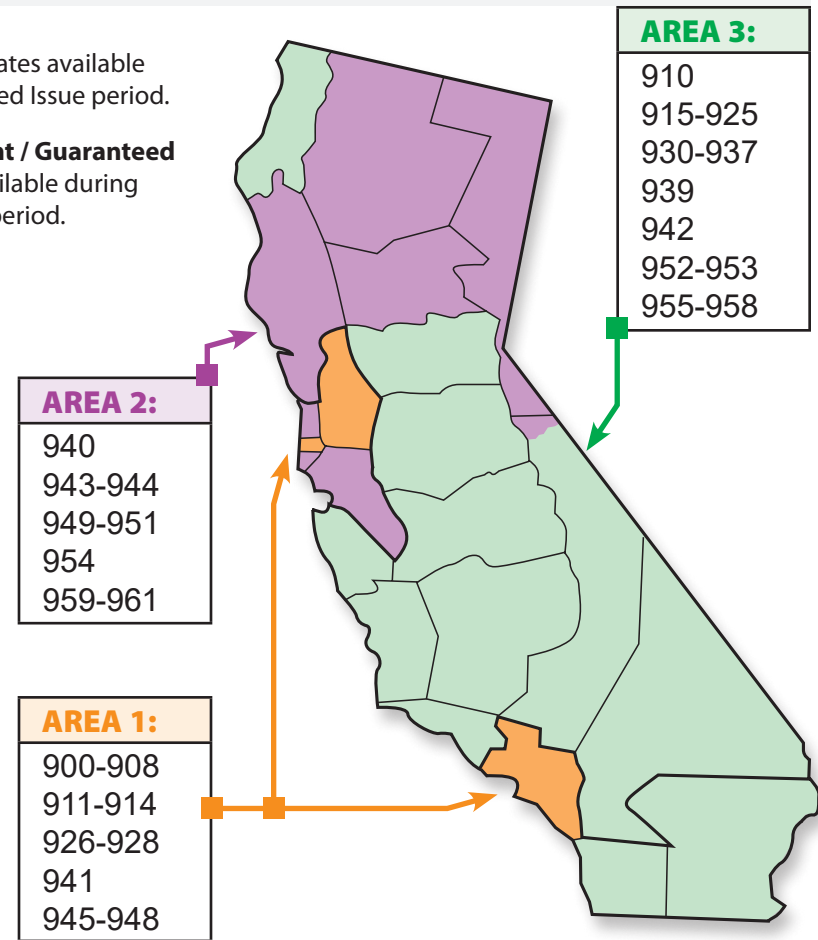 ates available
ed Issue period.
nt / Guaranteed
ilable during
period.
AREA 3:
910
915-925
930-937
939
942
952-953
955-958
AREA 2:
940
943-944
949-951
954
959-961
AREA 1:
900-908
911-914
926-928
941
945-948